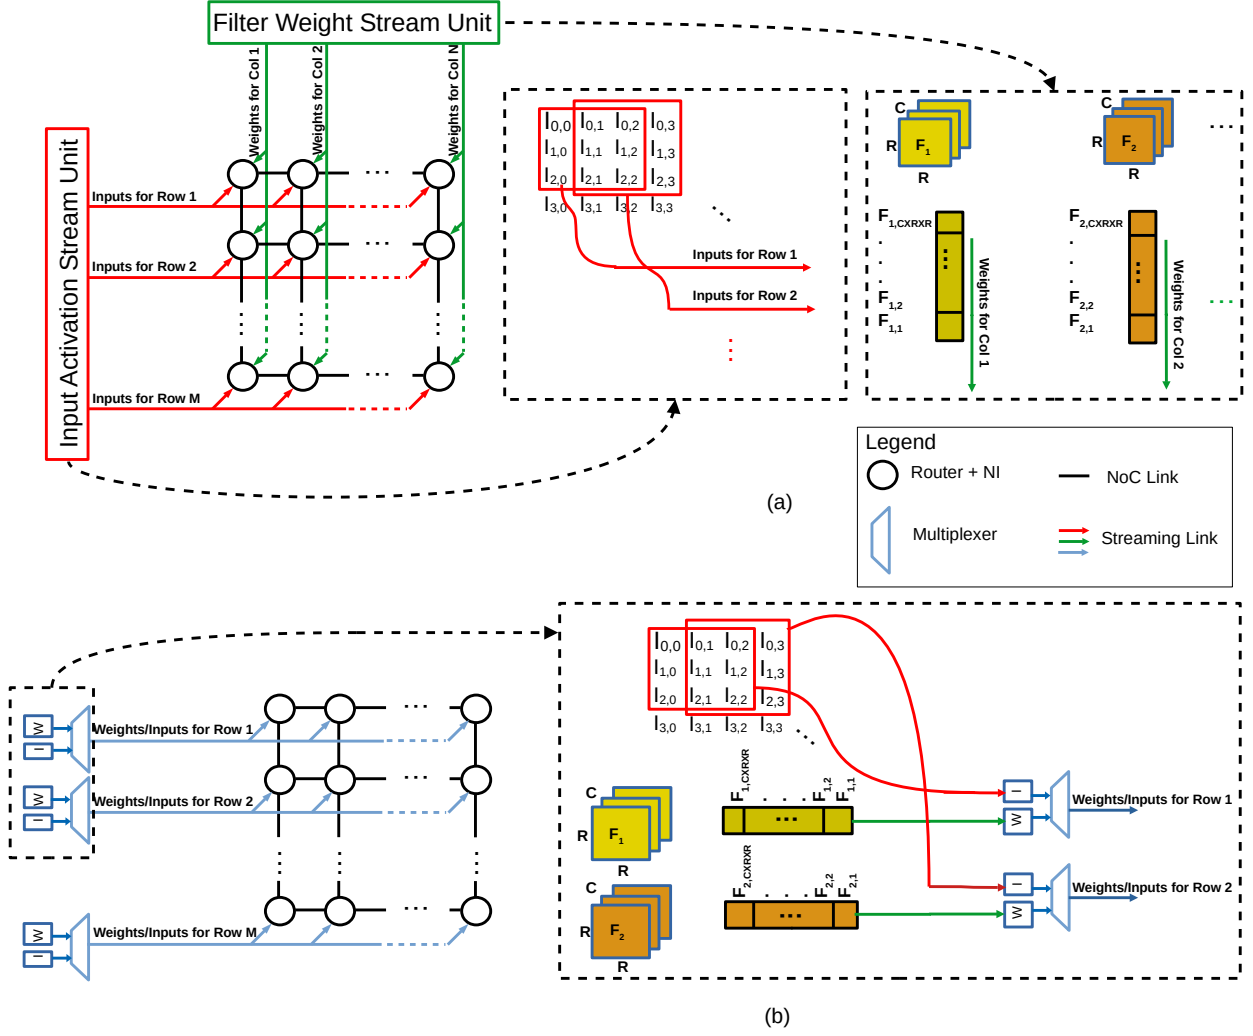 Filter Weight Stream Unit
Input Activation Stream Unit
Weights for Col 1
Weights for Col 2
Weights for Col N
Inputs for Row 1
Inputs for Row 2
Inputs for Row M
I0,0 I0,1 I0,2 I0,3
I1,0 I1,1 I1,2 I1,3
I2,0 I2,1 I2,2 I2,3
I3,0 I3,1 I3,2 I3,3
Inputs for Row 1
Inputs for Row 2
C
R F1
R
C
R F2
R
F1,CXRXR
F1,2
F1,1
Weights for Col 1
F2,CXRXR
F2,2
F2,1
Weights for Col 2
(a)
Legend
Router + NI
NoC Link
Multiplexer
Streaming Link
W
I
Weights/Inputs for Row 1
W
I
Weights/Inputs for Row 2
W
I
Weights/Inputs for Row M
I0,0 I0,1 I0,2 I0,3
I1,0 I1,1 I1,2 I1,3
I2,0 I2,1 I2,2 I2,3
I3,0 I3,1 I3,2 I3,3
C
R F1
R
F1,CXRXR
F1,2
F1,1
C
R F2
R
F2,CXRXR
F2,2
F2,1
I
W
Weights/Inputs for Row 1
I
W
Weights/Inputs for Row 2
(b)